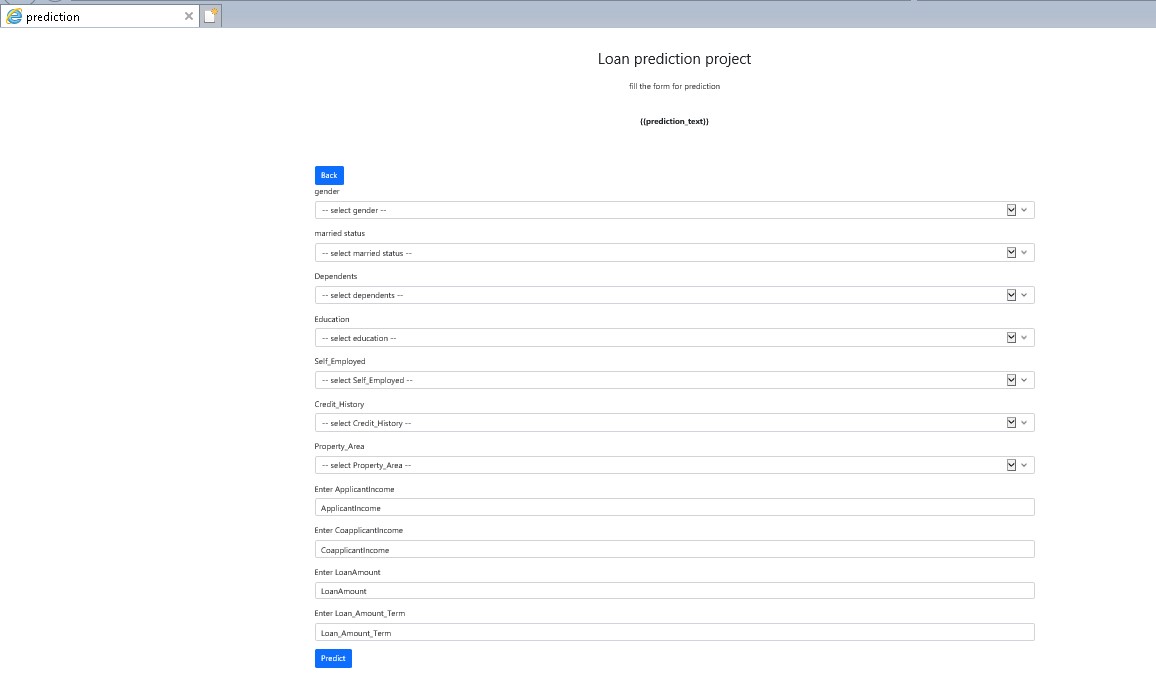 prediction
Loan prediction project
fill the form for prediction
{{prediction_text}}
Back
gender
-- select gender --
married status
-- select married status --
Dependents
-- select dependents --
Education
-- select education --
Self_Employed
-- select Self_Employed --
Credit_History
-- select Credit_History --
Property_Area
-- select Property_Area --
Enter ApplicantIncome
ApplicantIncome
Enter CoapplicantIncome
CoapplicantIncome
Enter LoanAmount
LoanAmount
Enter Loan_Amount_Term
Loan_Amount_Term
Predict